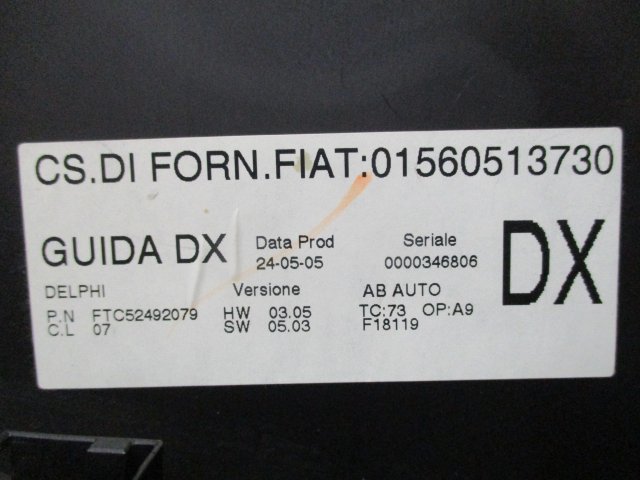 CS.DI FORN.FIAT:01560513730
GUIDA DX Data Prod Seriale DX
24-05-05 0000346806
DELPHI Versione AB AUTO
P.N FTC52492079 HW 03.05 TC:73 OP:A9
C.L 07 SW 05.03 F18119